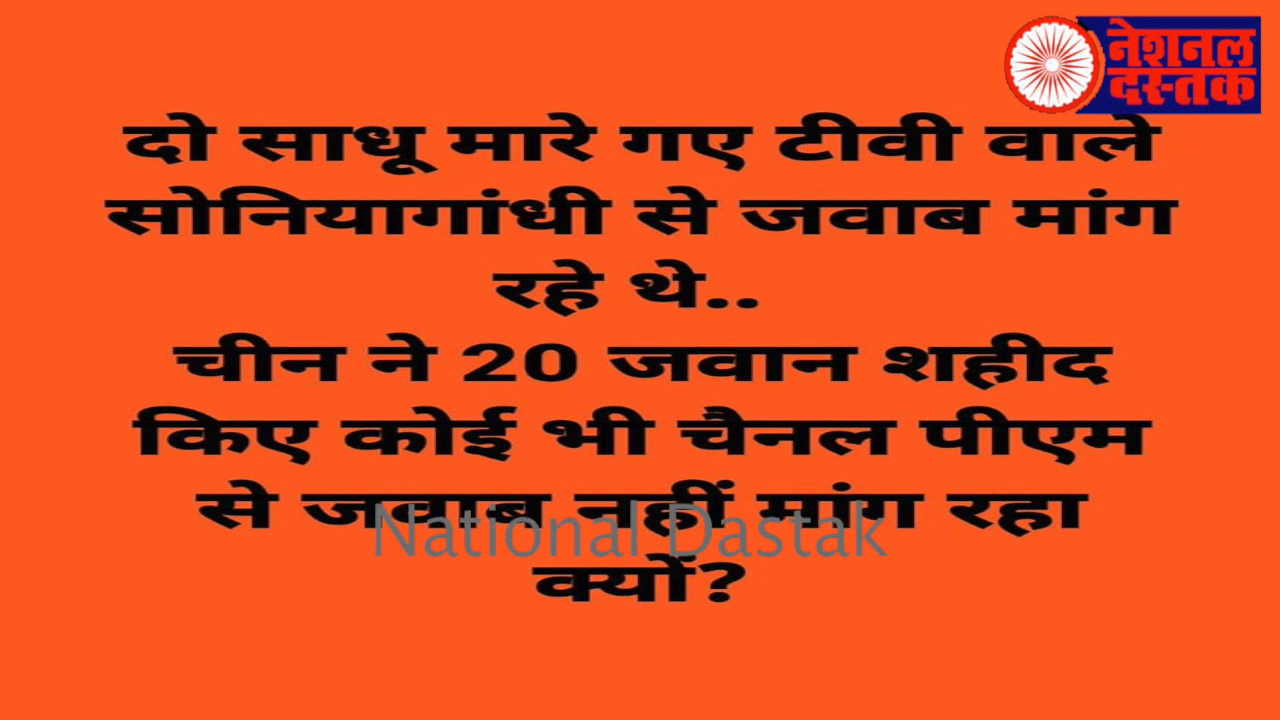 नेशनल
दस्तक
दो साधू मारे गए टीवी वाले
सोनियागांधी से जवाब मांग
रहे थे..
चीन ने 20 जवान शहीद
किए कोई भी चैनल पीएम
से जवाब नहीं मांग रहा
National Dastak
क्यों?